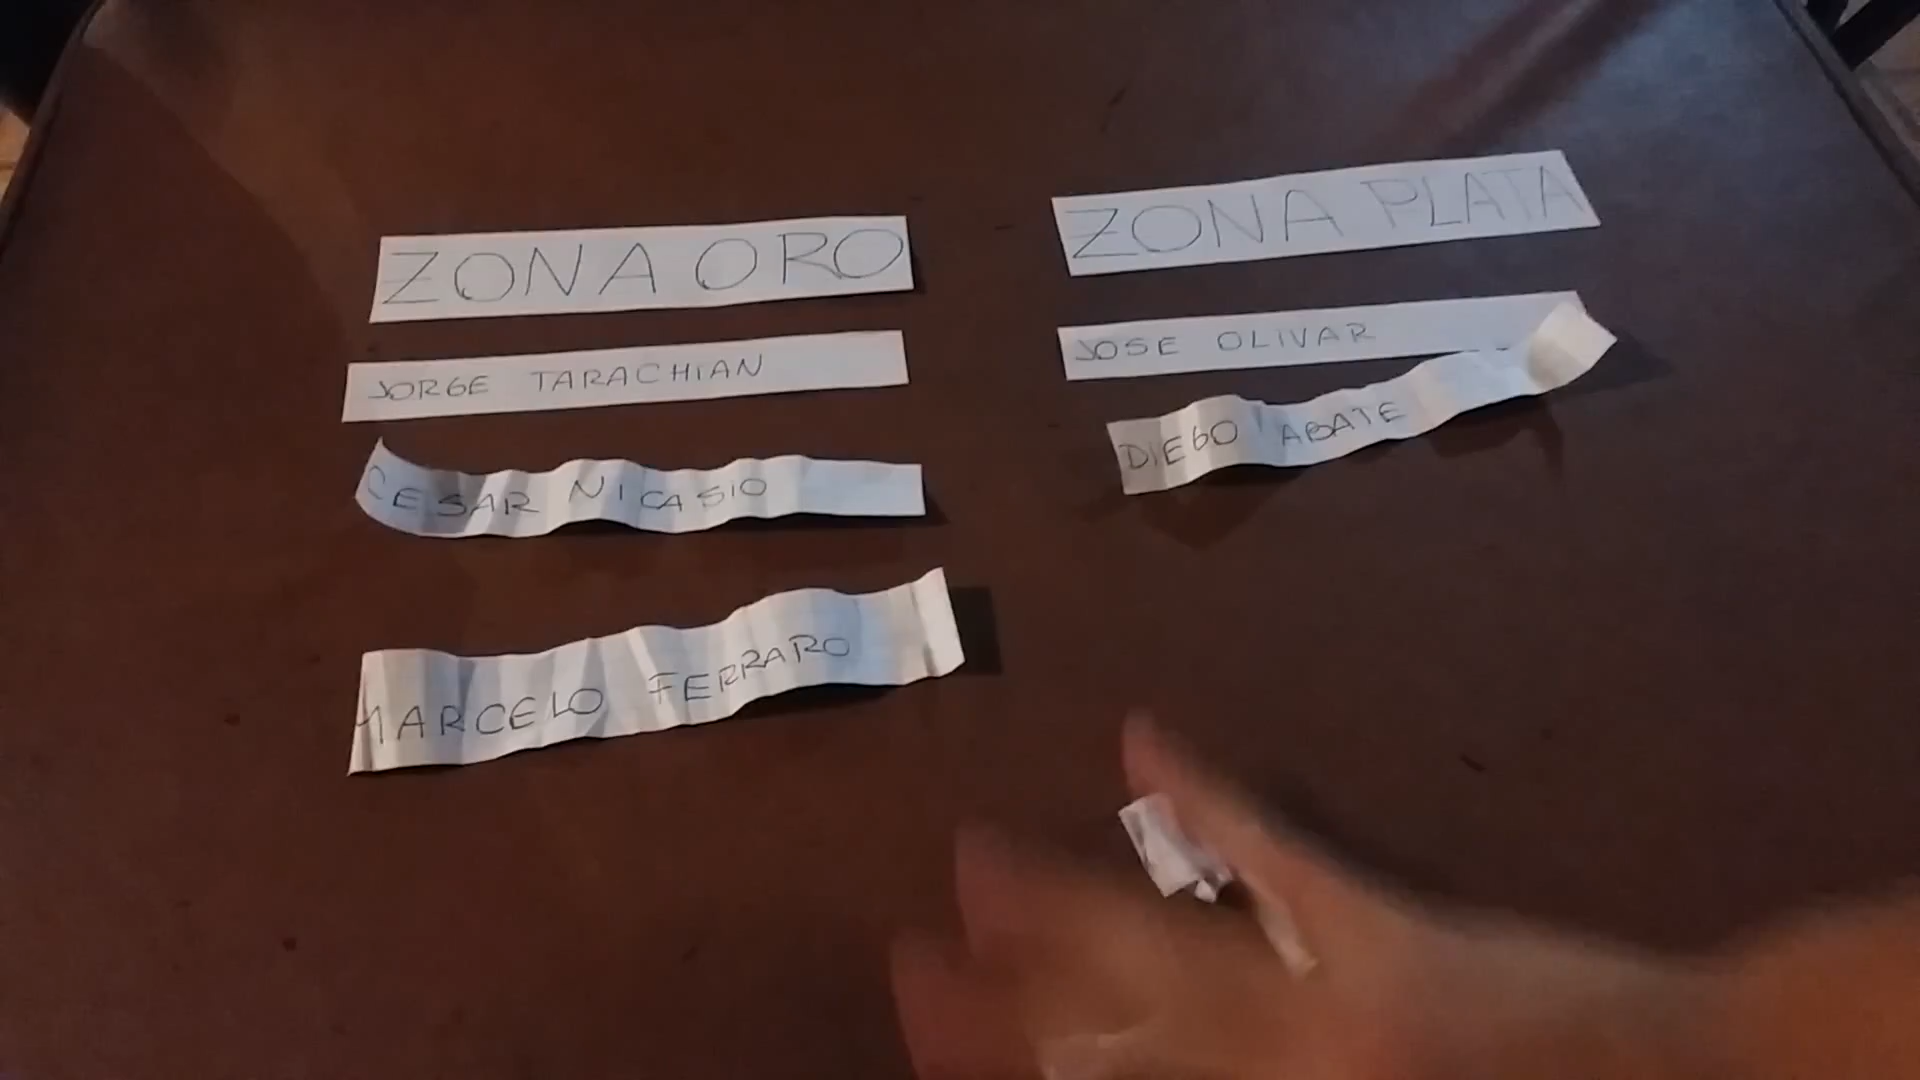 ZONA ORO
JORGE TARACHIAN
CESAR NICASIO
MARCELO FERRARO
ZONA PLATA
JOSE OLIVAR
DIEGO ABATE